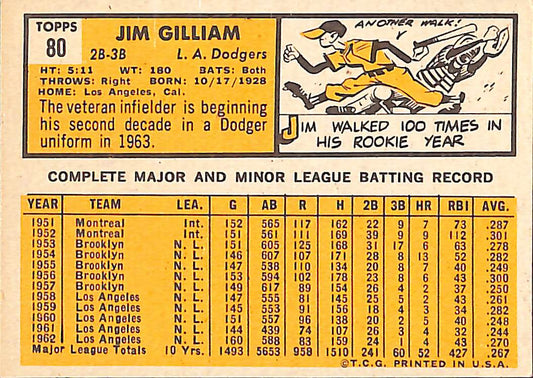 TOPPS
80
JIM GILLIAM
2B-3B L. A. Dodgers
HT: 5:11 WT: 180 BATS: Both
THROWS: Right BORN: 10/17/1928
HOME: Los Angeles, Cal.
The veteran infielder is beginning
his second decade in a Dodger
uniform in 1963.
ANOTHER WALK!
JIM WALKED 100 TIMES IN
HIS ROOKIE YEAR
COMPLETE MAJOR AND MINOR LEAGUE BATTING RECORD
YEAR TEAM LEA. G AB R H 2B 3B HR RBI AVG.
1951 Montreal Int. 152 565 117 162 22 9 7 73 .287
1952 Montreal Int. 151 561 111 169 39 9 9 112 .301
1953 Brooklyn N. L. 151 605 125 168 31 17 6 63 .278
1954 Brooklyn N. L. 146 607 107 171 28 8 13 52 .282
1955 Brooklyn N. L. 147 538 110 134 20 8 7 40 .249
1956 Brooklyn N. L. 153 594 102 178 23 8 6 43 .300
1957 Brooklyn N. L. 149 617 89 154 26 4 2 37 .250
1958 Los Angeles N. L. 147 555 81 145 25 5 2 43 .261
1959 Los Angeles N. L. 145 553 91 156 18 4 3 34 .282
1960 Los Angeles N. L. 151 557 96 138 20 2 5 40 .248
1961 Los Angeles N. L. 144 439 74 107 26 3 4 32 .244
1962 Los Angeles N. L. 160 588 83 159 24 1 4 43 .270
Major League Totals 10 Yrs. 1493 5653 958 1510 241 60 52 427 .267
©T.C.G. PRINTED IN U.S.A.